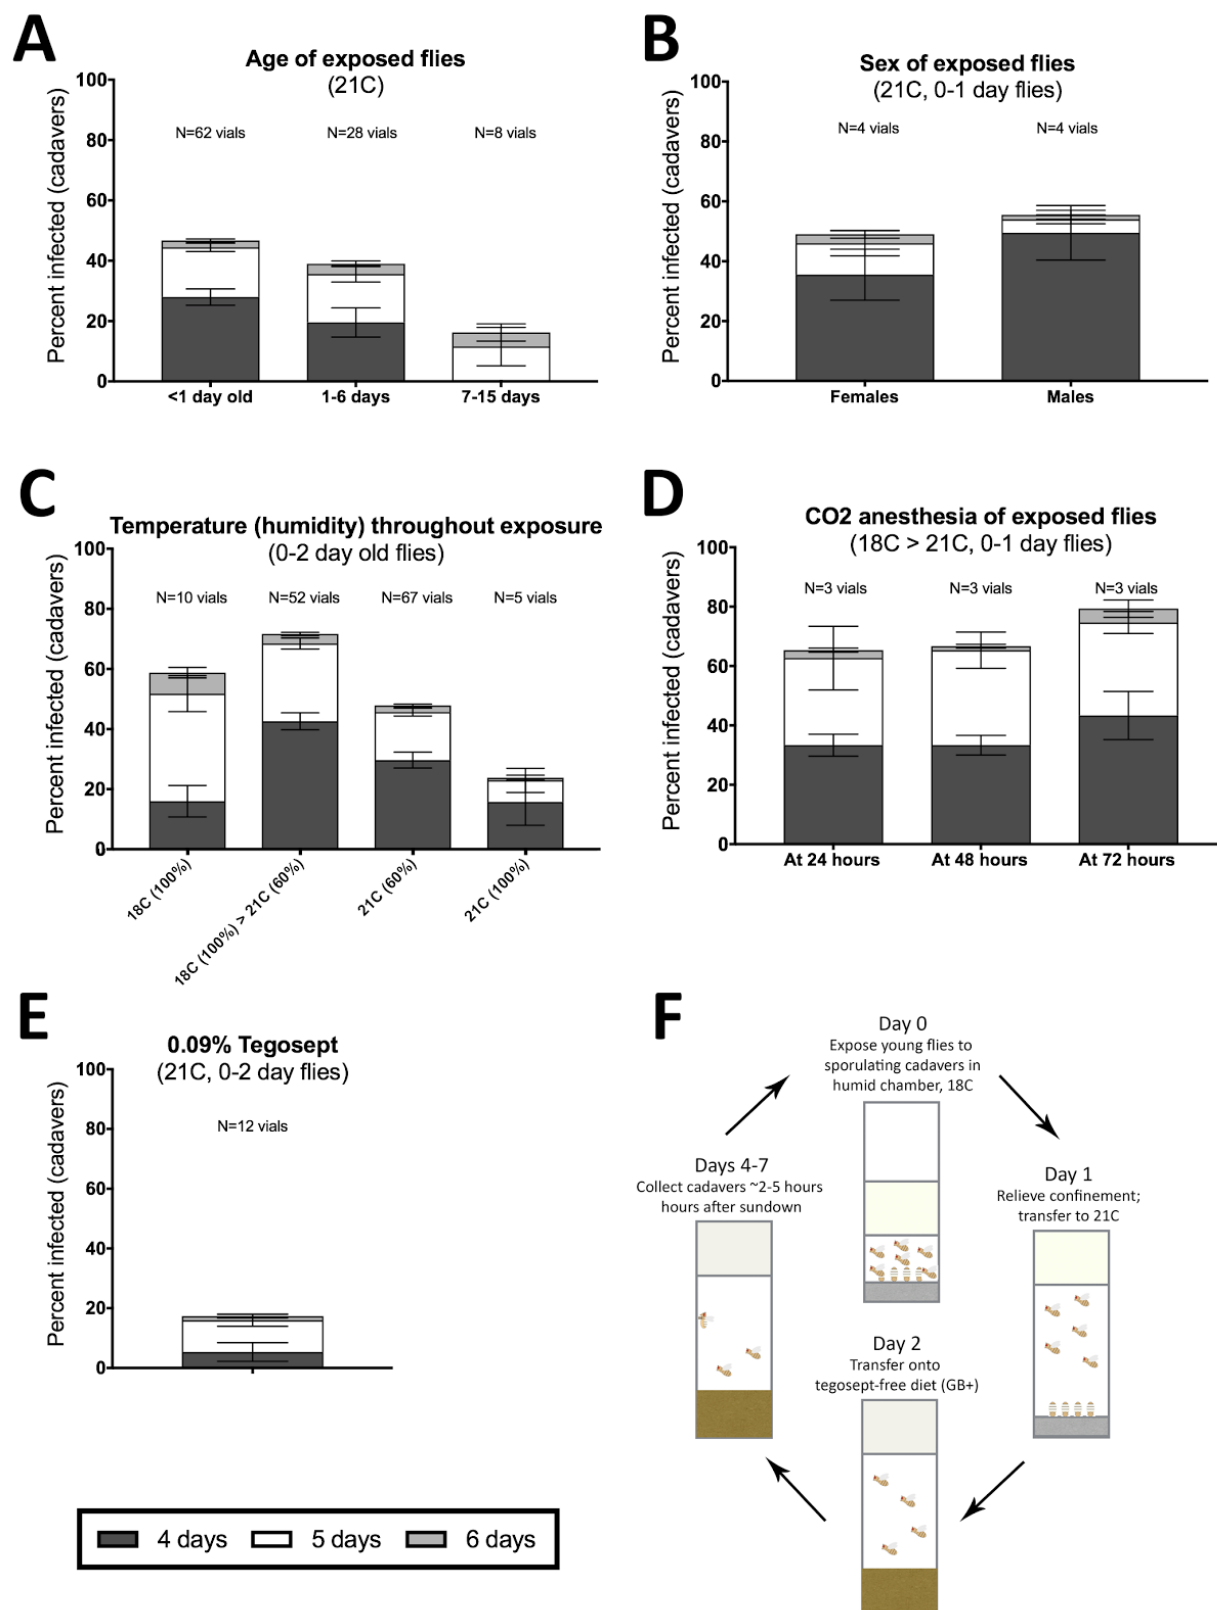 A
Age of exposed flies
(21C)
Percent infected (cadavers)
100
80
60
40
20
0
N=62 vials
N=28 vials
N=8 vials
<1 day old
1-6 days
7-15 days
B
Sex of exposed flies
(21C, 0-1 day flies)
Percent infected (cadavers)
100
80
60
40
20
0
N=4 vials
N=4 vials
Females
Males
C
Temperature (humidity) throughout exposure
(0-2 day old flies)
Percent infected (cadavers)
100
80
60
40
20
0
N=10 vials
N=52 vials
N=67 vials
N=5 vials
18C (100%)
18C (100%) > 21C (60%)
21C (60%)
21C (100%)
D
CO2 anesthesia of exposed flies
(18C > 21C, 0-1 day flies)
Percent infected (cadavers)
100
80
60
40
20
0
N=3 vials
N=3 vials
N=3 vials
At 24 hours
At 48 hours
At 72 hours
E
0.09% Tegosept
(21C, 0-2 day flies)
Percent infected (cadavers)
100
80
60
40
20
0
N=12 vials
F
Day 0
Expose young flies to
sporulating cadavers in
humid chamber, 18C
Day 1
Relieve confinement;
transfer to 21C
Day 2
Transfer onto
tegosept-free diet (GB+)
Days 4-7
Collect cadavers ~2-5 hours
hours after sundown
4 days
5 days
6 days